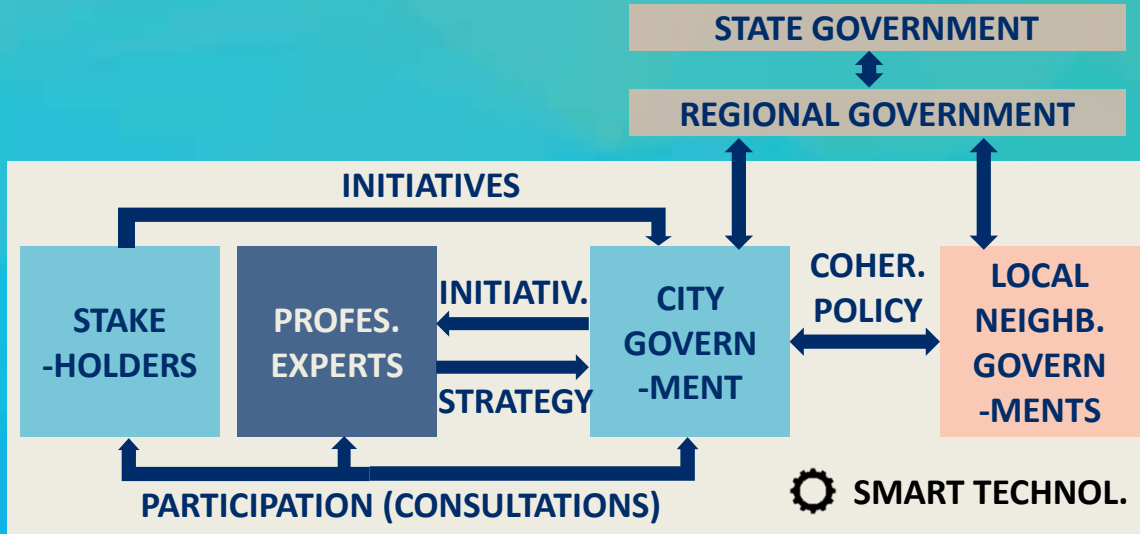 STATE GOVERNMENT
REGIONAL GOVERNMENT
INITIATIVES
STAKE
-HOLDERS
PROFES.
EXPERTS
INITIATIV.
STRATEGY
CITY
GOVERN
-MENT
COHER.
POLICY
LOCAL
NEIGHB.
GOVERN
-MENTS
PARTICIPATION (CONSULTATIONS)
SMART TECHNOL.